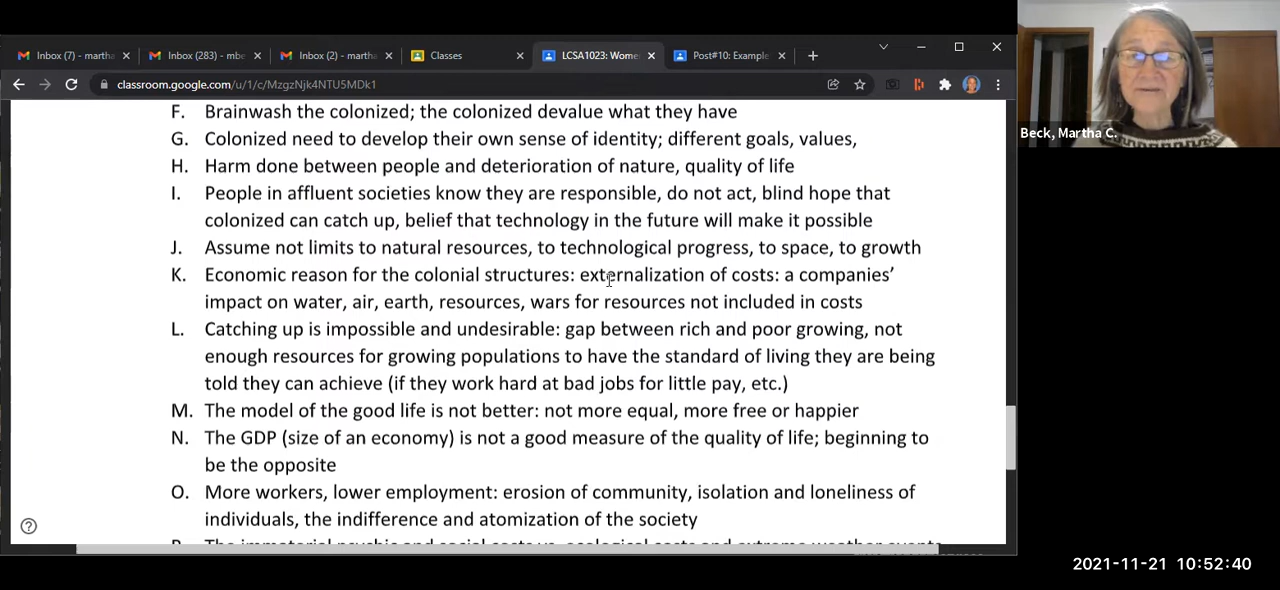 Inbox (7) - martha
Inbox (283) - mbe
Inbox (2) - martha
Classes
LCSA1023: Wome
Post#10: Example
classroom.google.com/u/1/c/MzgzNjk4NTU5MDk1
Beck, Martha C.
F. Brainwash the colonized; the colonized devalue what they have
G. Colonized need to develop their own sense of identity; different goals, values,
H. Harm done between people and deterioration of nature, quality of life
I. People in affluent societies know they are responsible, do not act, blind hope that
colonized can catch up, belief that technology in the future will make it possible
J. Assume not limits to natural resources, to technological progress, to space, to growth
K. Economic reason for the colonial structures: externalization of costs: a companies’
impact on water, air, earth, resources, wars for resources not included in costs
L. Catching up is impossible and undesirable: gap between rich and poor growing, not
enough resources for growing populations to have the standard of living they are being
told they can achieve (if they work hard at bad jobs for little pay, etc.)
M. The model of the good life is not better: not more equal, more free or happier
N. The GDP (size of an economy) is not a good measure of the quality of life; beginning to
be the opposite
O. More workers, lower employment: erosion of community, isolation and loneliness of
individuals, the indifference and atomization of the society
2021-11-21 10:52:40